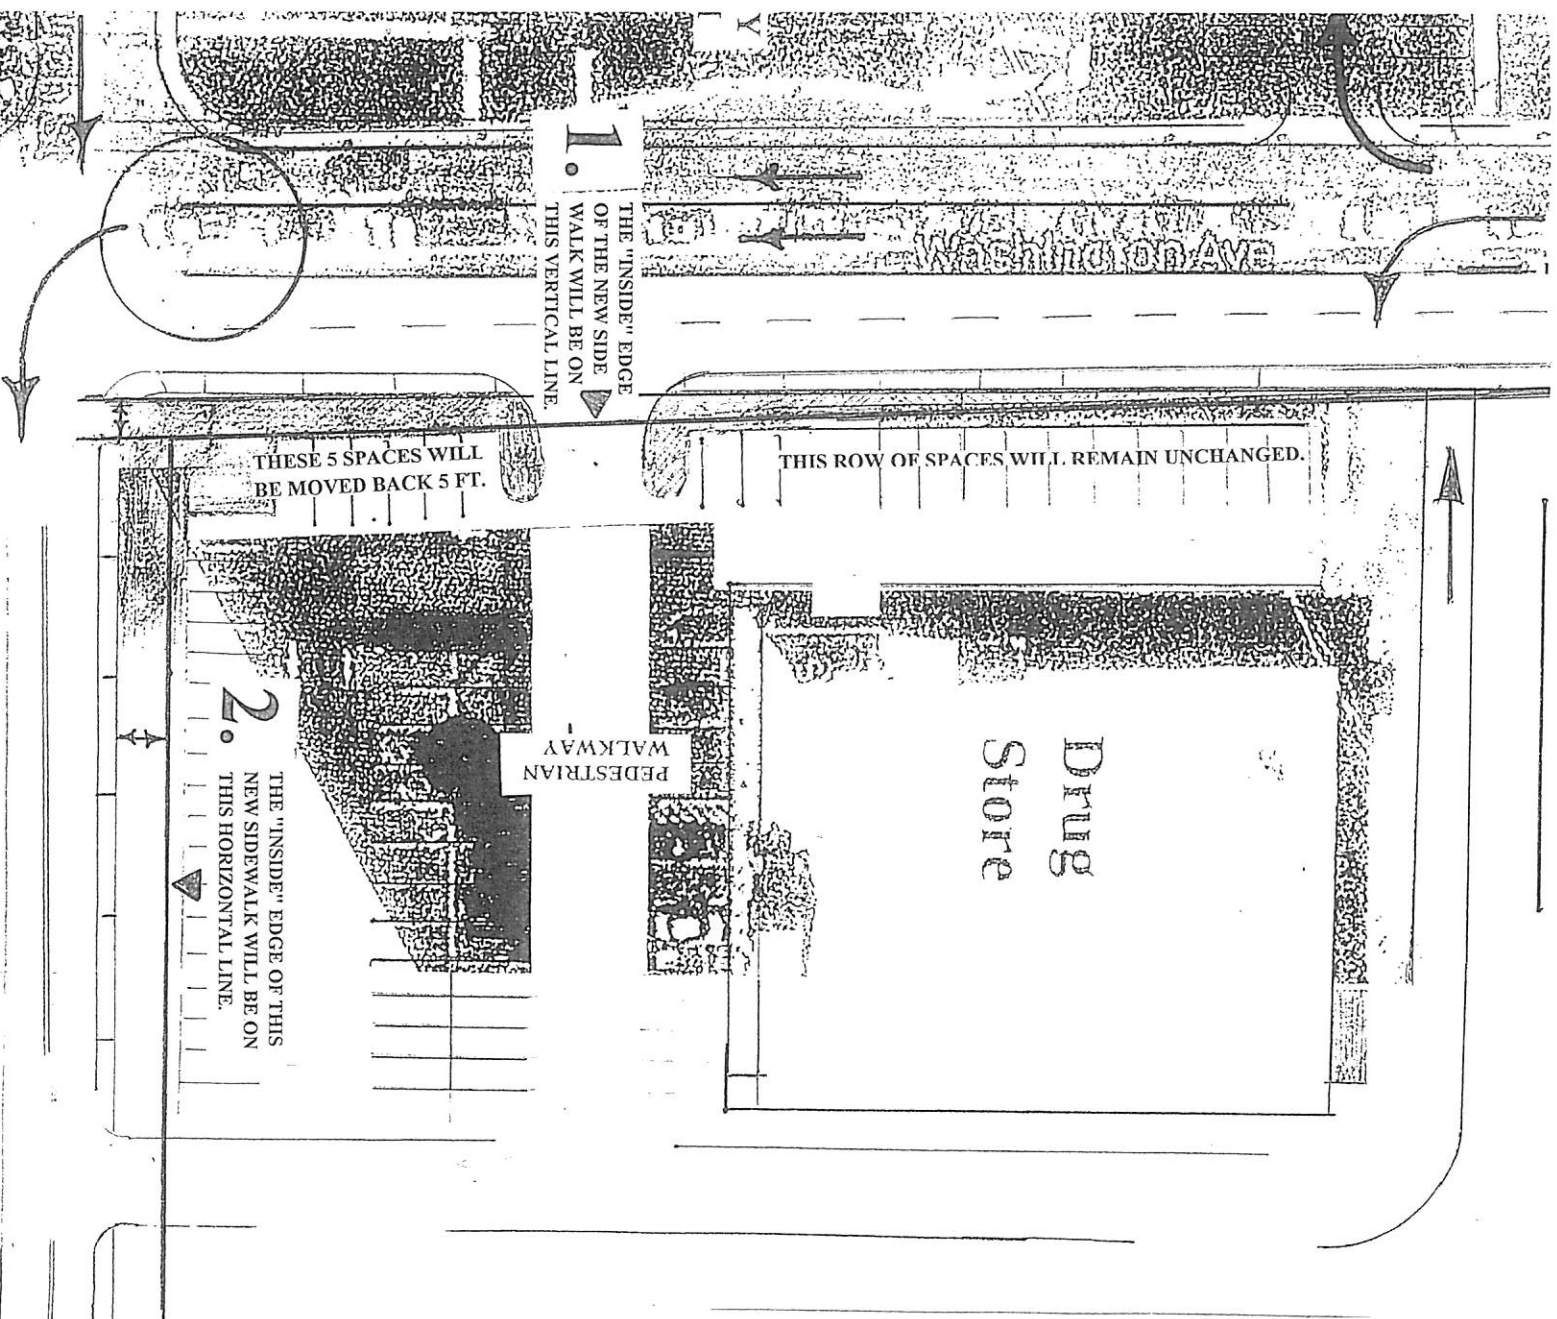 Y
1.
THE "INSIDE" EDGE
OF THE NEW SIDE
WALK WILL BE ON
THIS VERTICAL LINE.
Washington Ave
THESE 5 SPACES WILL
BE MOVED BACK 5 FT.
THIS ROW OF SPACES WILL REMAIN UNCHANGED.
2.
THE "INSIDE" EDGE OF THIS
NEW SIDEWALK WILL BE ON
THIS HORIZONTAL LINE.
PEDESTRIAN
WALKWAY
Drug
Store